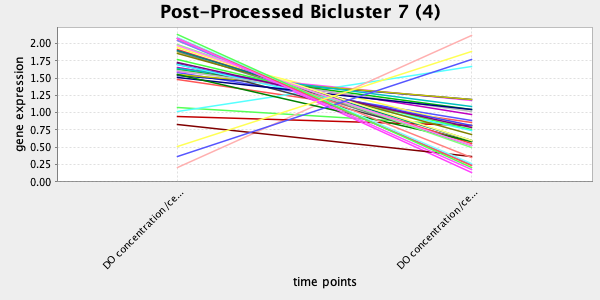 Post-Processed Bicluster 7 (4)
gene expression
2.00
1.75
1.50
1.25
1.00
0.75
0.50
0.25
0.00
DO concentration/ce...
DO concentration/ce...
time points